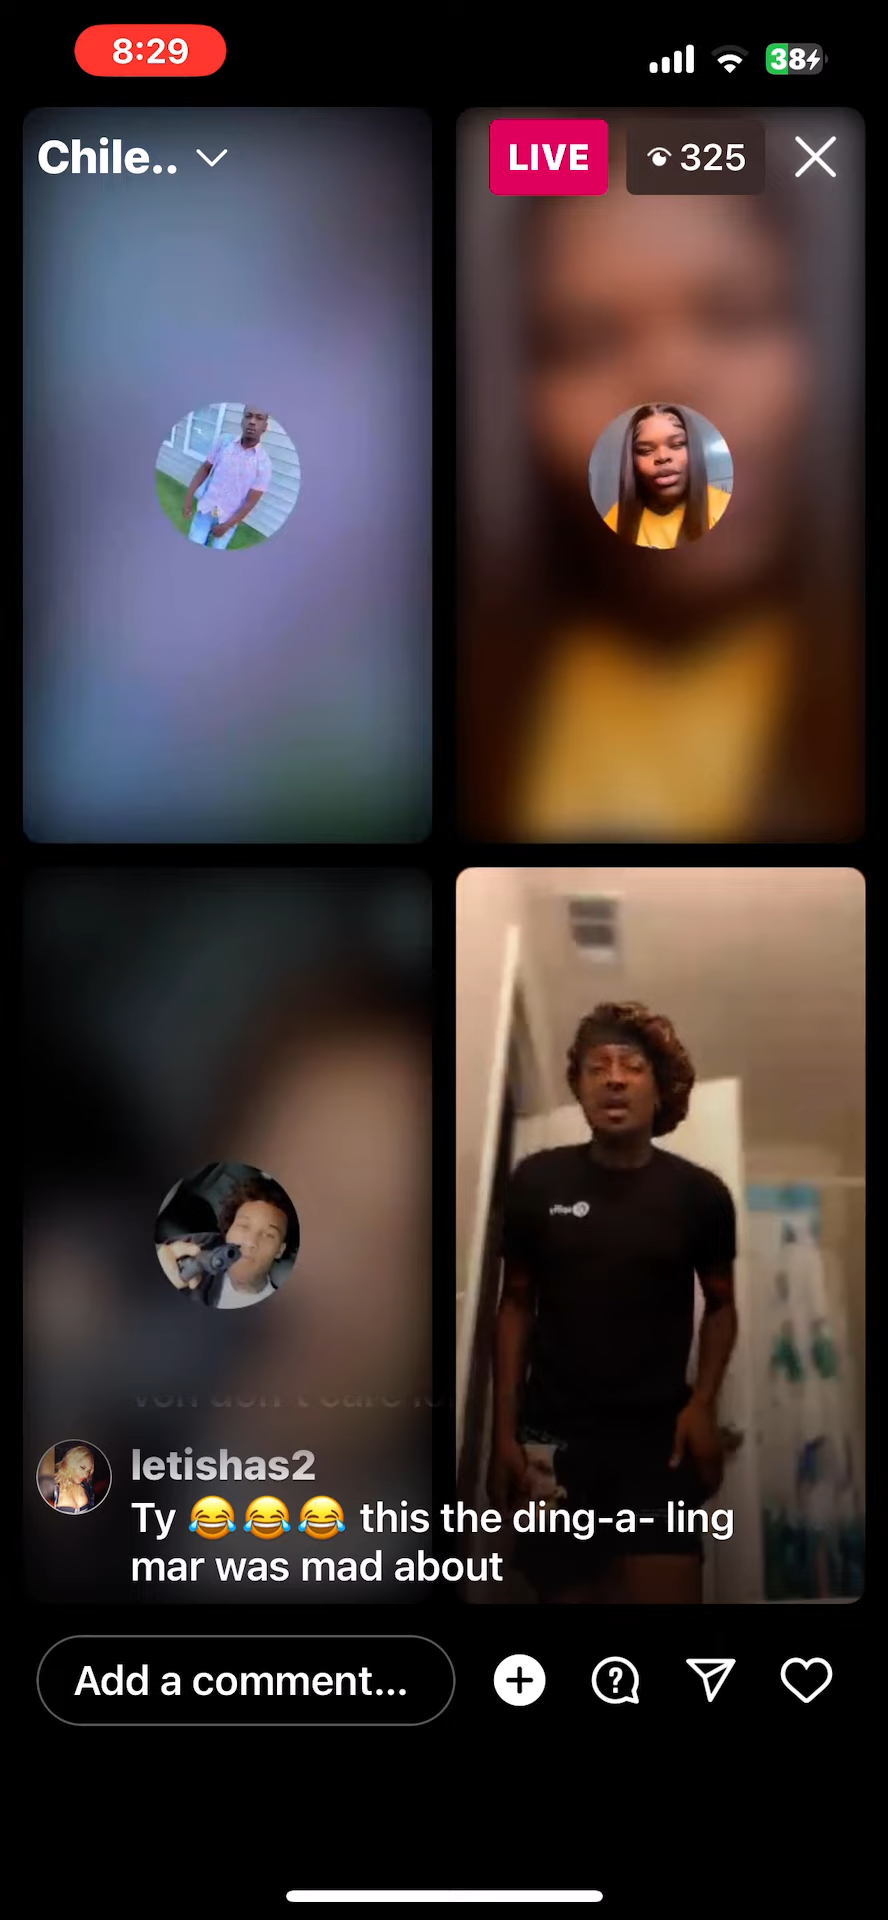 8:29
38
Chile..
LIVE
325
letishas2
Ty 😂😂😂 this the ding-a- ling
mar was mad about
Add a comment...